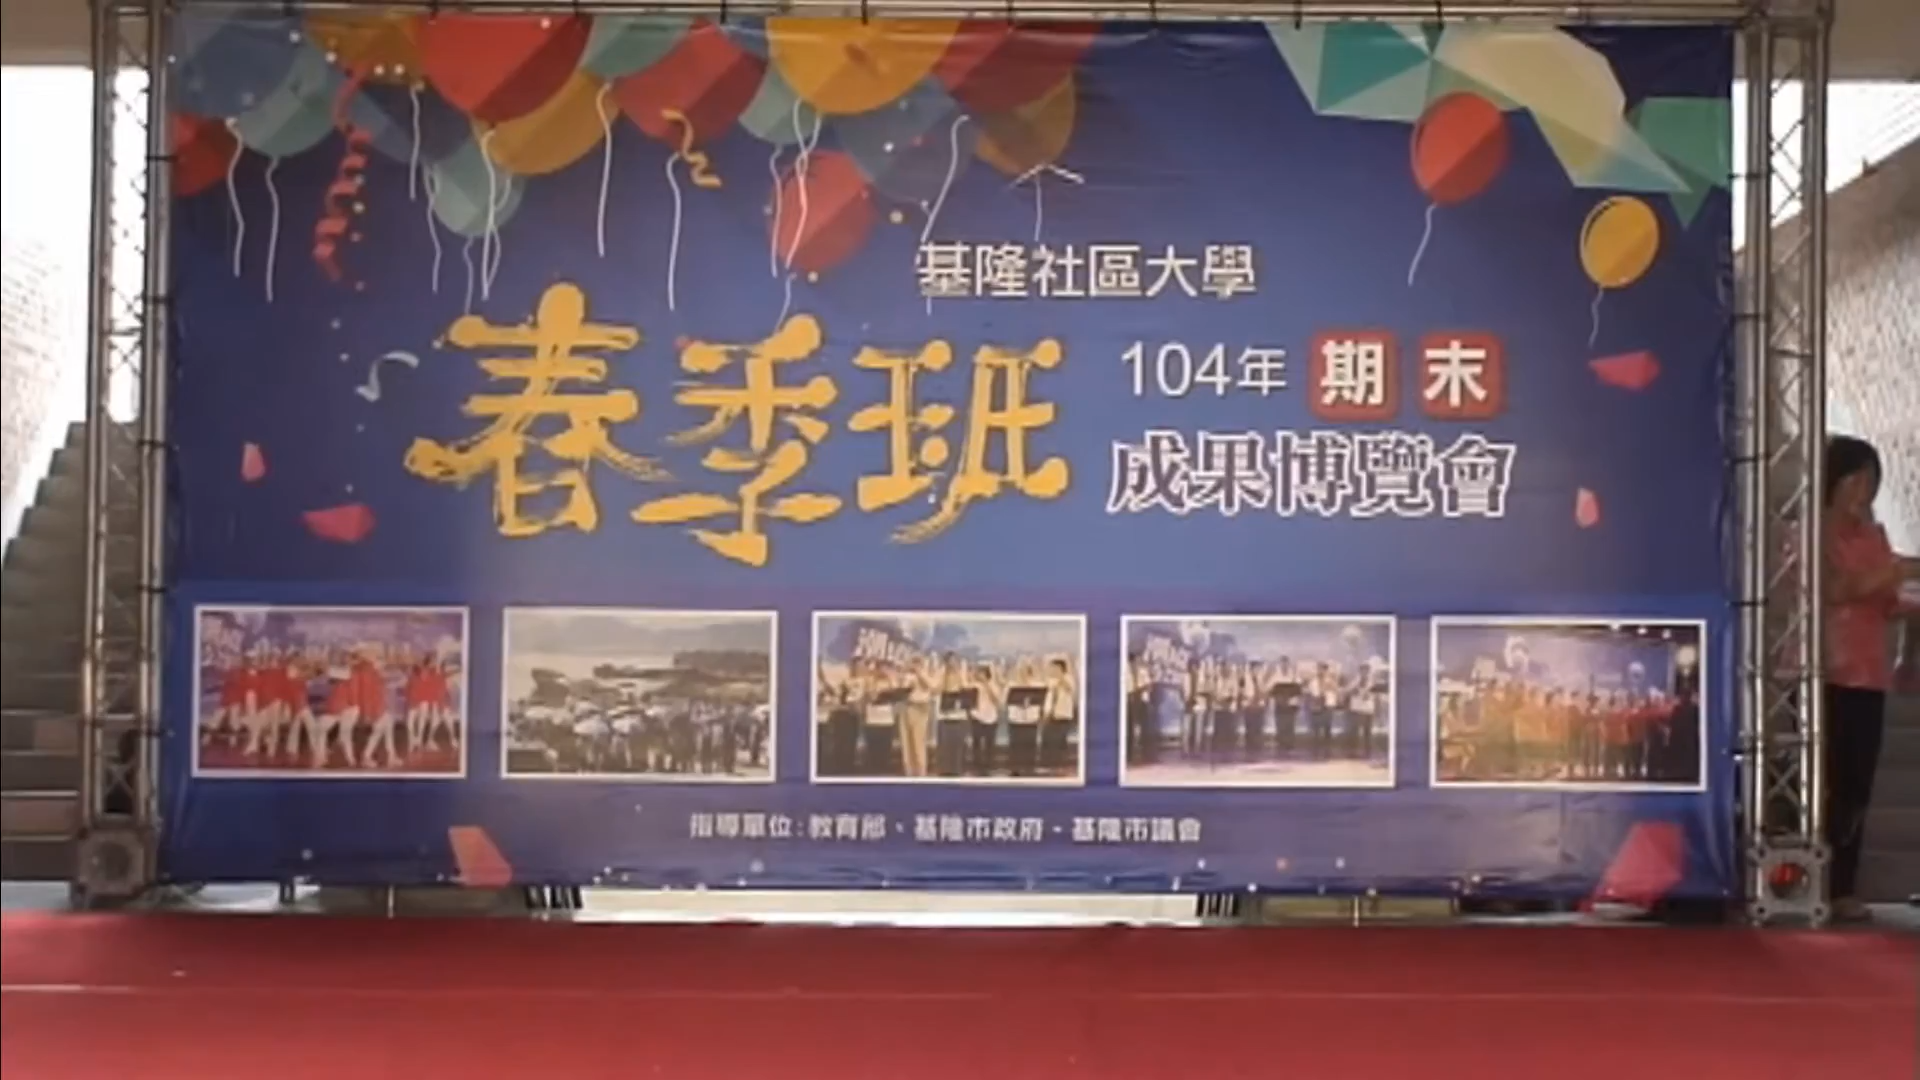 基隆社區大學
春季班
104年 期末
成果博覽會
指導單位:教育部、基隆市政府、基隆市議會